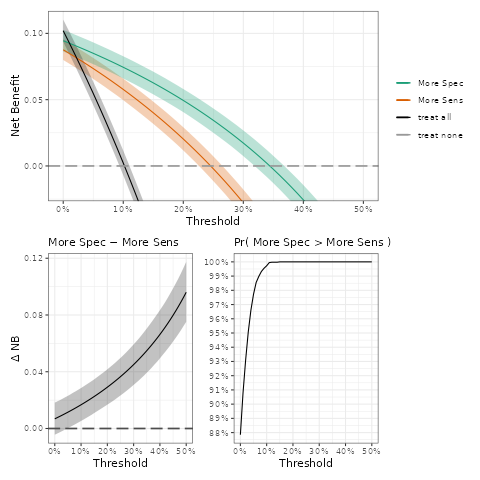 0.10
0.05
0.00
Net Benefit
0% 10% 20% 30% 40% 50%
Threshold
More Spec
More Sens
treat all
treat none
More Spec − More Sens
0.12
0.08
0.04
0.00
Δ NB
0% 10% 20% 30% 40% 50%
Threshold
Pr( More Spec > More Sens )
100%
99%
98%
97%
96%
95%
94%
93%
92%
91%
90%
89%
88%
0% 10% 20% 30% 40% 50%
Threshold